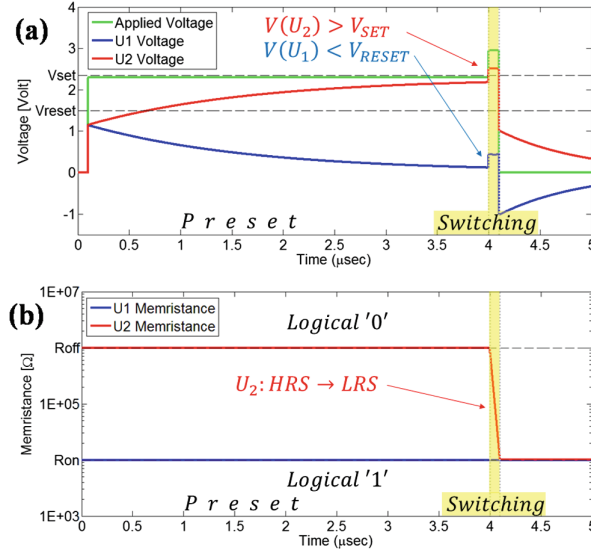 (a)
Applied Voltage
U1 Voltage
U2 Voltage
V(U₂) > V_SET
V(U₁) < V_RESET
4
3
Vset
Vreset
2
1
0
-1
Voltage [Volt]
Preset
Switching
0 0.5 1 1.5 2 2.5 3 3.5 4 4.5 5
Time (μsec)
(b)
U1 Memristance
U2 Memristance
Logical '0'
1E+07
Roff
1E+05
Ron
1E+03
Memristance [Ω]
U₂: HRS → LRS
Logical '1'
Preset
Switching
0 0.5 1 1.5 2 2.5 3 3.5 4 4.5 5
Time (μsec)